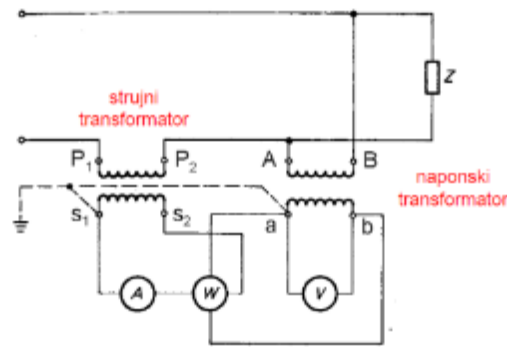 Z
strujni
transformator
P1 P2 A B
naponski
transformator
s1 s2 a b
A W V